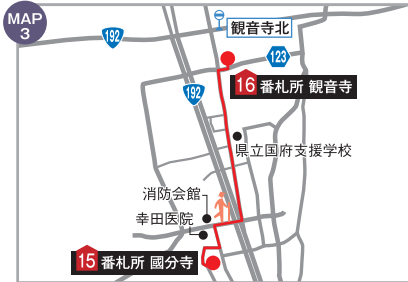 MAP
3
192
観音寺北
123
16番札所 観音寺
192
県立国府支援学校
消防会館
幸田医院
15番札所 國分寺